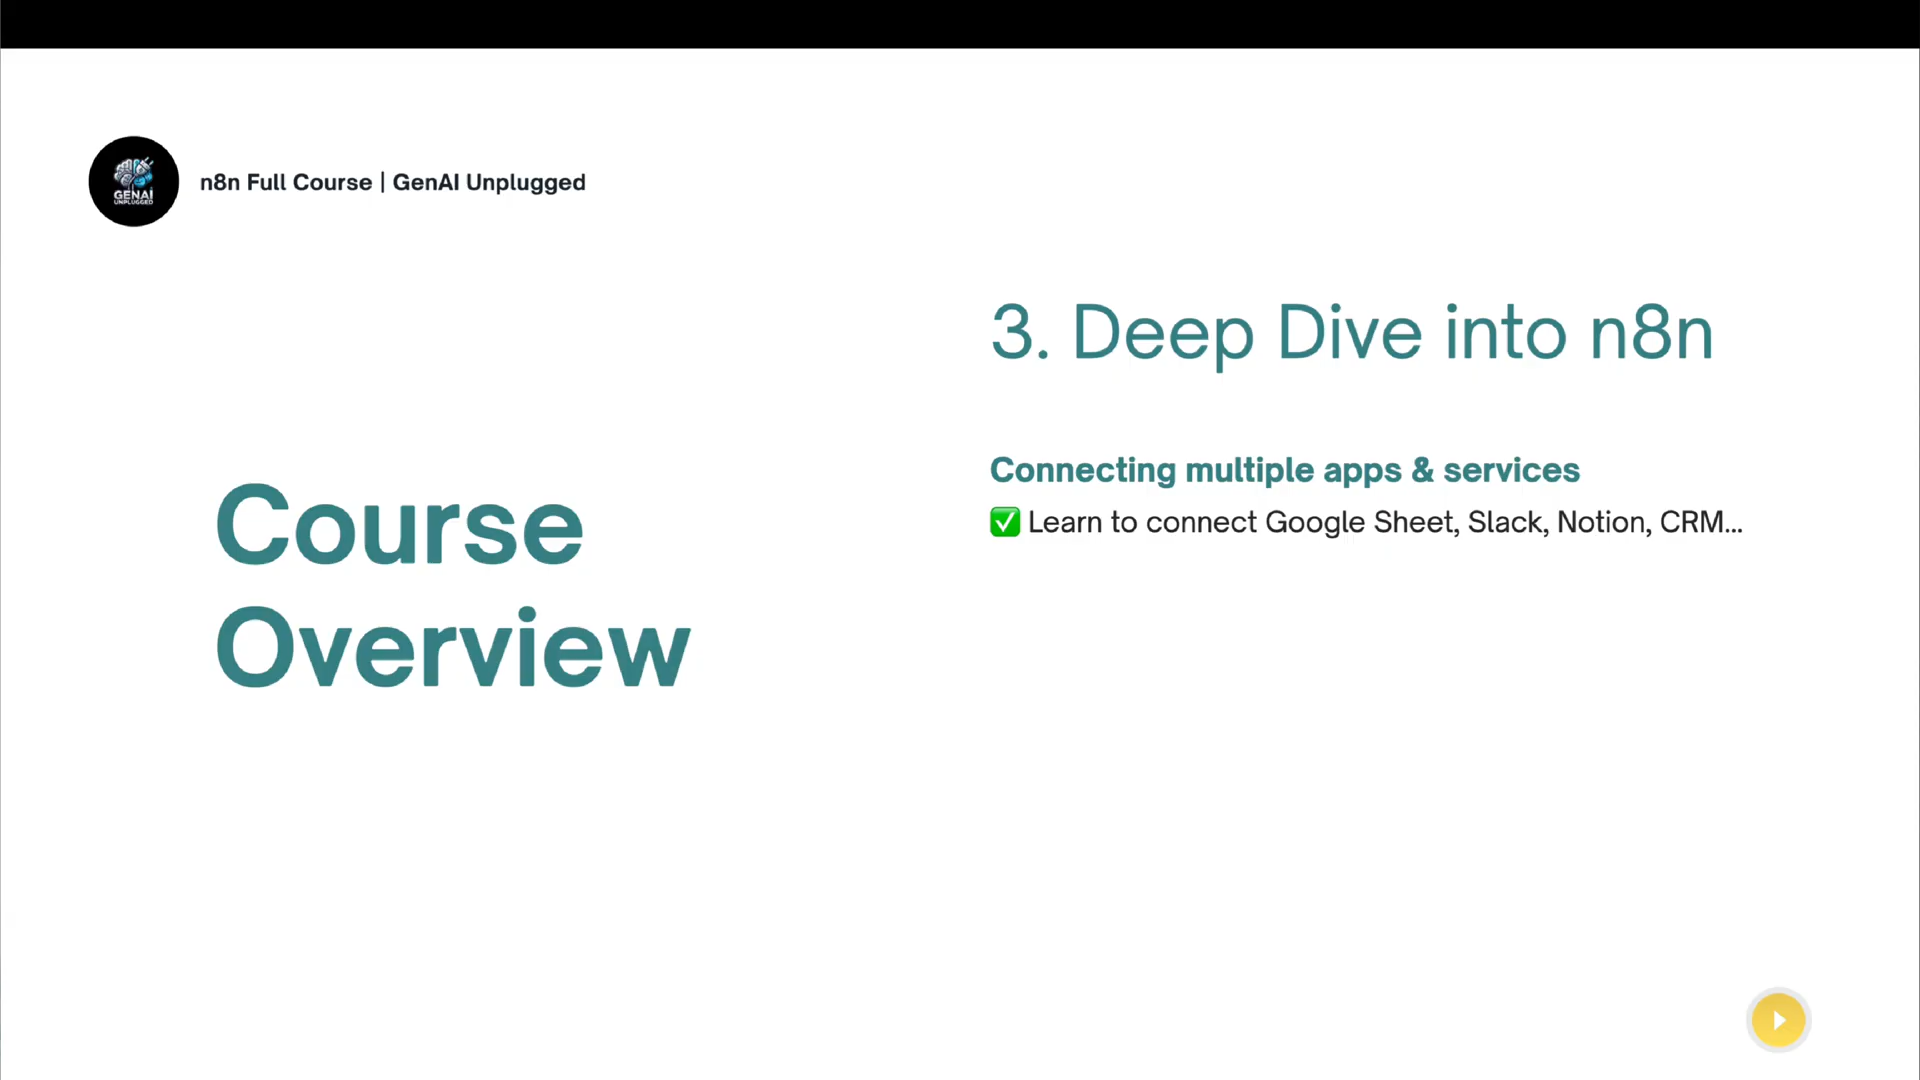 GENAI
UNPLUGGED
n8n Full Course | GenAI Unplugged
Course
Overview
3. Deep Dive into n8n
Connecting multiple apps & services
✅ Learn to connect Google Sheet, Slack, Notion, CRM...